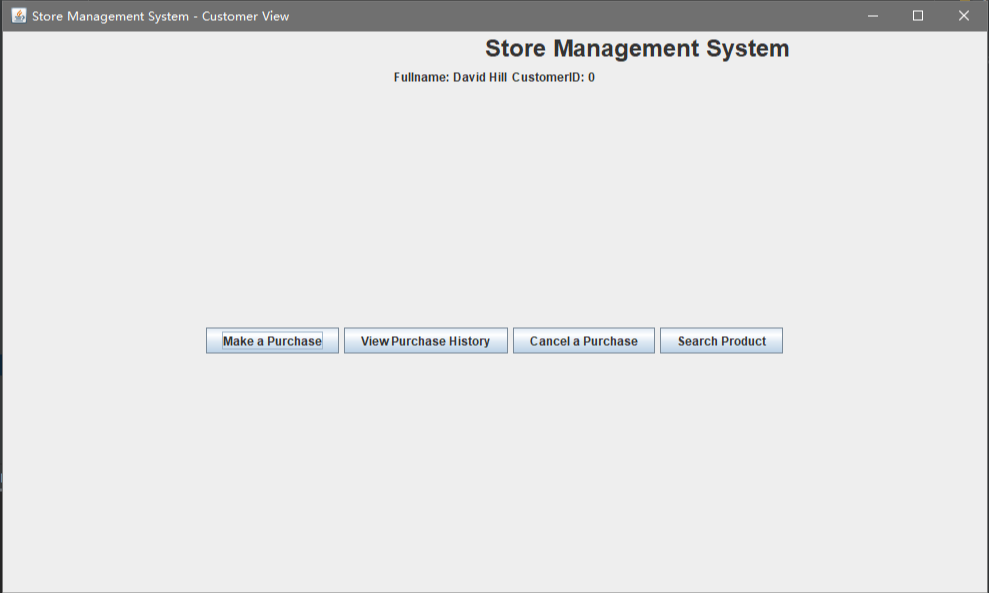 Store Management System - Customer View
Store Management System
Fullname: David Hill CustomerID: 0
Make a Purchase View Purchase History Cancel a Purchase Search Product